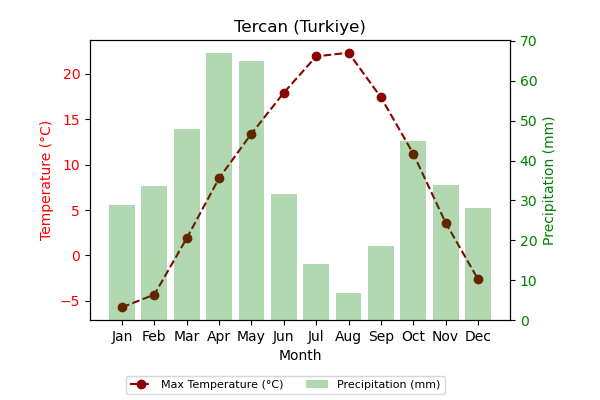 Tercan (Turkiye)
70
60
50
40
30
20
10
0
20
15
10
5
0
−5
Temperature (°C)
Precipitation (mm)
Jan Feb Mar Apr May Jun Jul Aug Sep Oct Nov Dec
Month
Max Temperature (°C) Precipitation (mm)